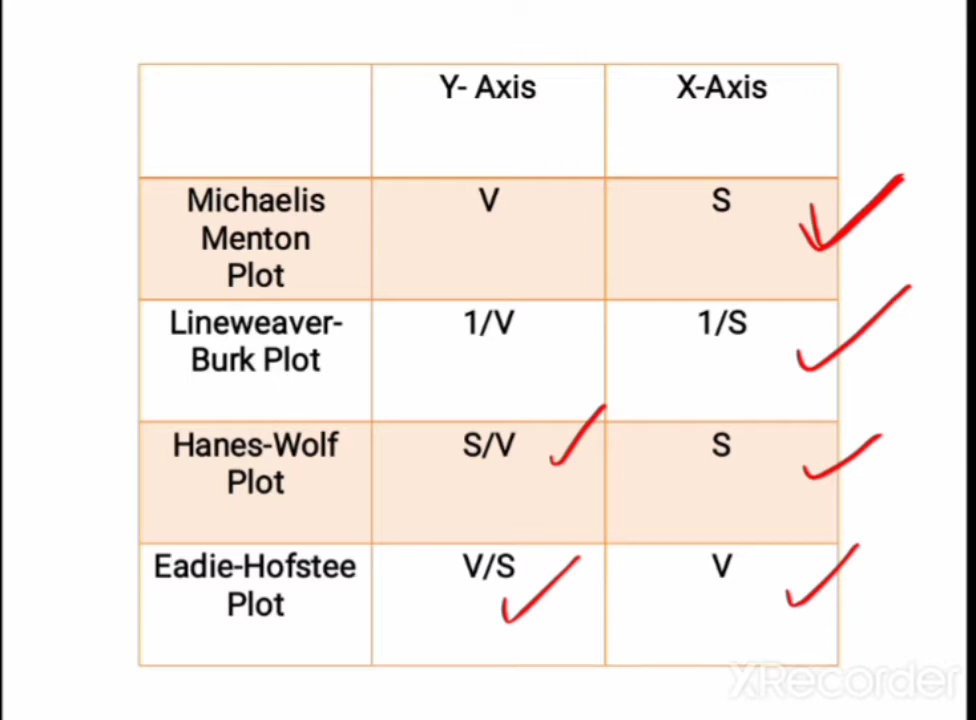 Y- Axis
X-Axis
Michaelis
Menton
Plot
V
S
Lineweaver-
Burk Plot
1/V
1/S
Hanes-Wolf
Plot
S/V
S
Eadie-Hofstee
Plot
V/S
V
XRecorder